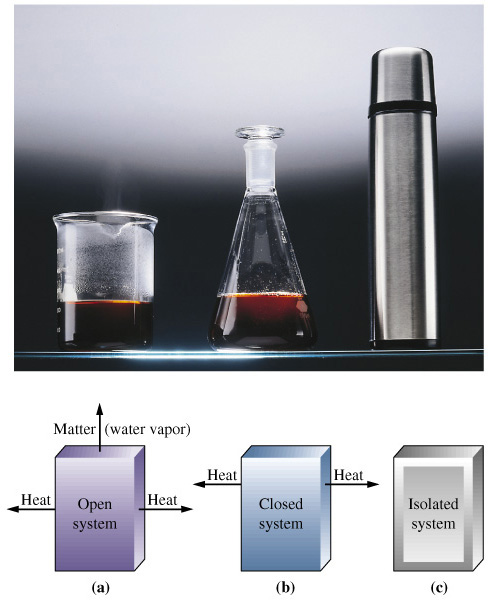 Matter (water vapor)
Heat Heat
Open
system
Heat Heat
Closed
system
Isolated
system
(a) (b) (c)